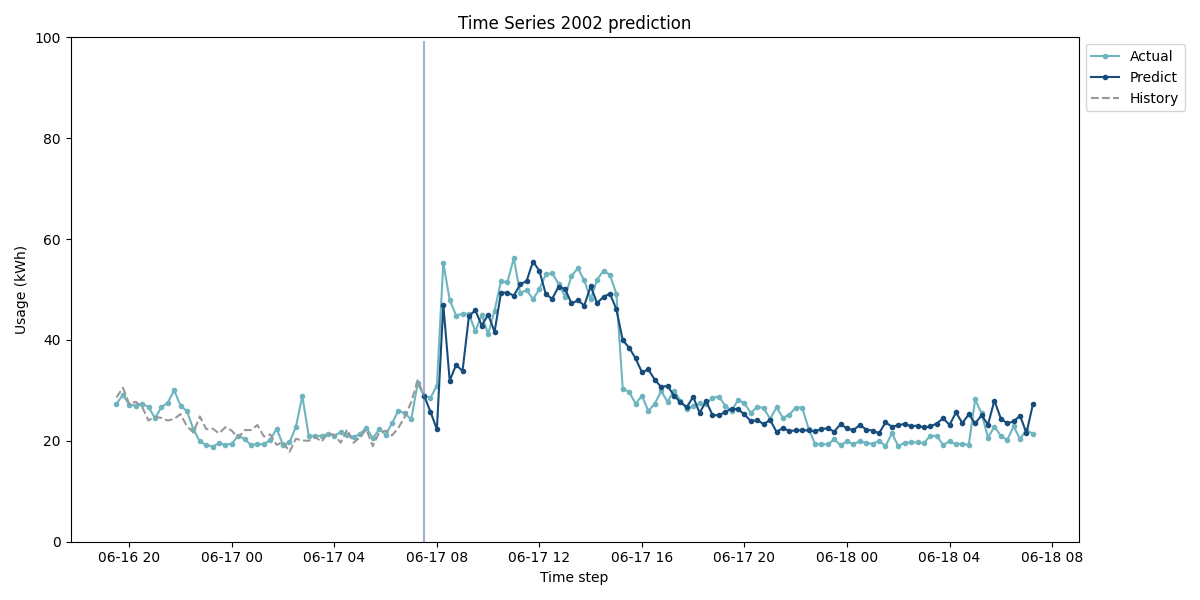 Time Series 2002 prediction
100
80
60
40
20
0
Usage (kWh)
06-16 20
06-17 00
06-17 04
06-17 08
06-17 12
06-17 16
06-17 20
06-18 00
06-18 04
06-18 08
Time step
Actual
Predict
History